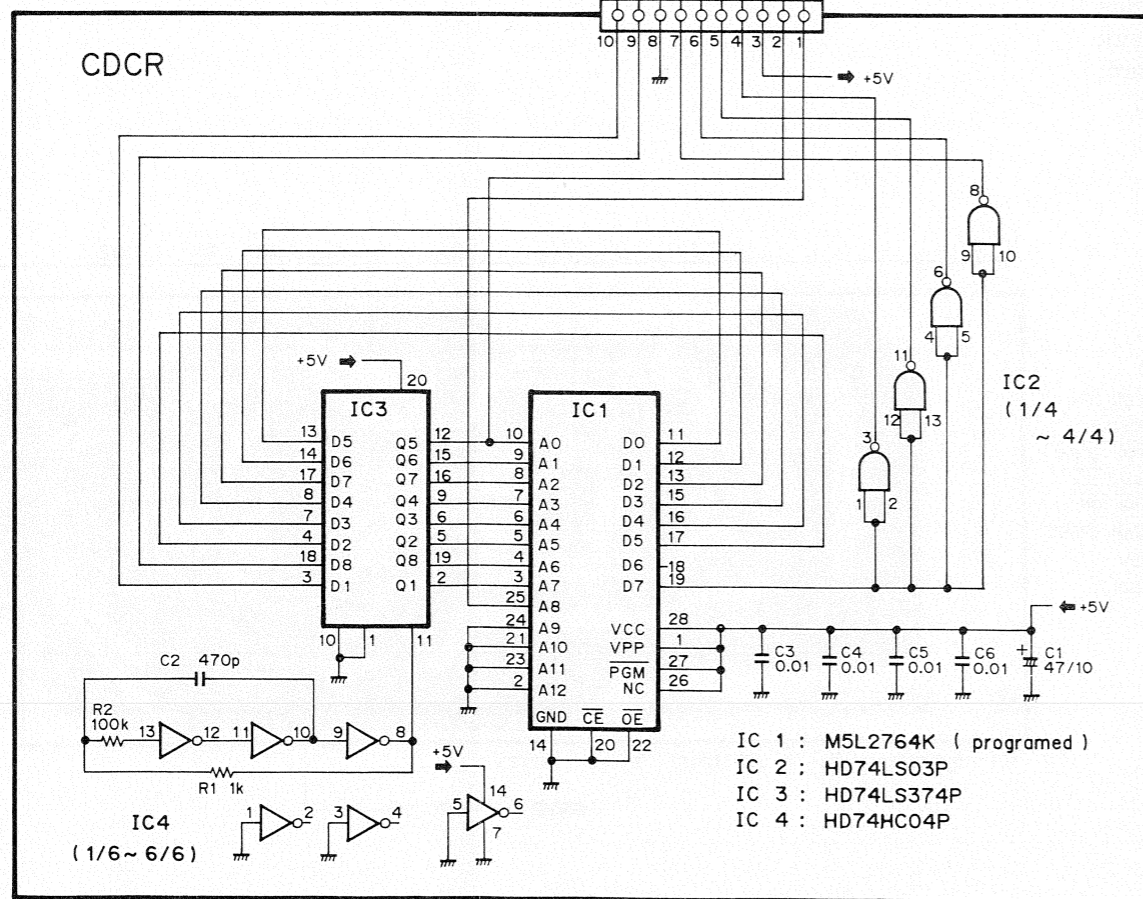 10 9 8 7 6 5 4 3 2 1
CDCR
+5V
8
9 10
6
4 5
11
12 13
3
1 2
IC2
(1/4
~ 4/4)
+5V
20
IC3
13 D5 Q5 12
14 D6 Q6 15
17 D7 Q7 16
8 D4 Q4 9
7 D3 Q3 6
4 D2 Q2 5
18 D8 Q8 19
3 D1 Q1 2
10 1 11
IC1
10 A0 D0 11
9 A1 D1 12
8 A2 D2 13
7 A3 D3 15
6 A4 D4 16
5 A5 D5 17
4 A6 D6 18
3 A7 D7 19
25 A8
24 A9 VCC 28
21 A10 VPP 1
23 A11 PGM 27
2 A12 NC 26
GND CE OE
14 20 22
+5V
C3 0.01
C4 0.01
C5 0.01
C6 0.01
+ C1 47/10
C2 470p
R2
100k
13 12 11 10 9 8
R1 1k
IC4
(1/6~ 6/6)
1 2
3 4
+5V
14
5 6
7
IC 1 : M5L2764K ( programed )
IC 2 : HD74LS03P
IC 3 : HD74LS374P
IC 4 : HD74HC04P